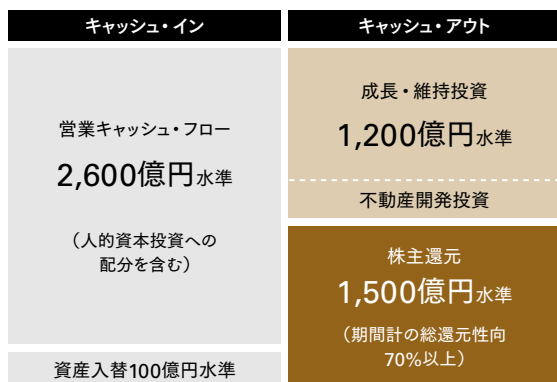 キャッシュ・イン
営業キャッシュ・フロー
2,600億円水準
（人的資本投資への
配分を含む）
資産入替100億円水準
キャッシュ・アウト
成長・維持投資
1,200億円水準
不動産開発投資
株主還元
1,500億円水準
（期間計の総還元性向
70%以上）